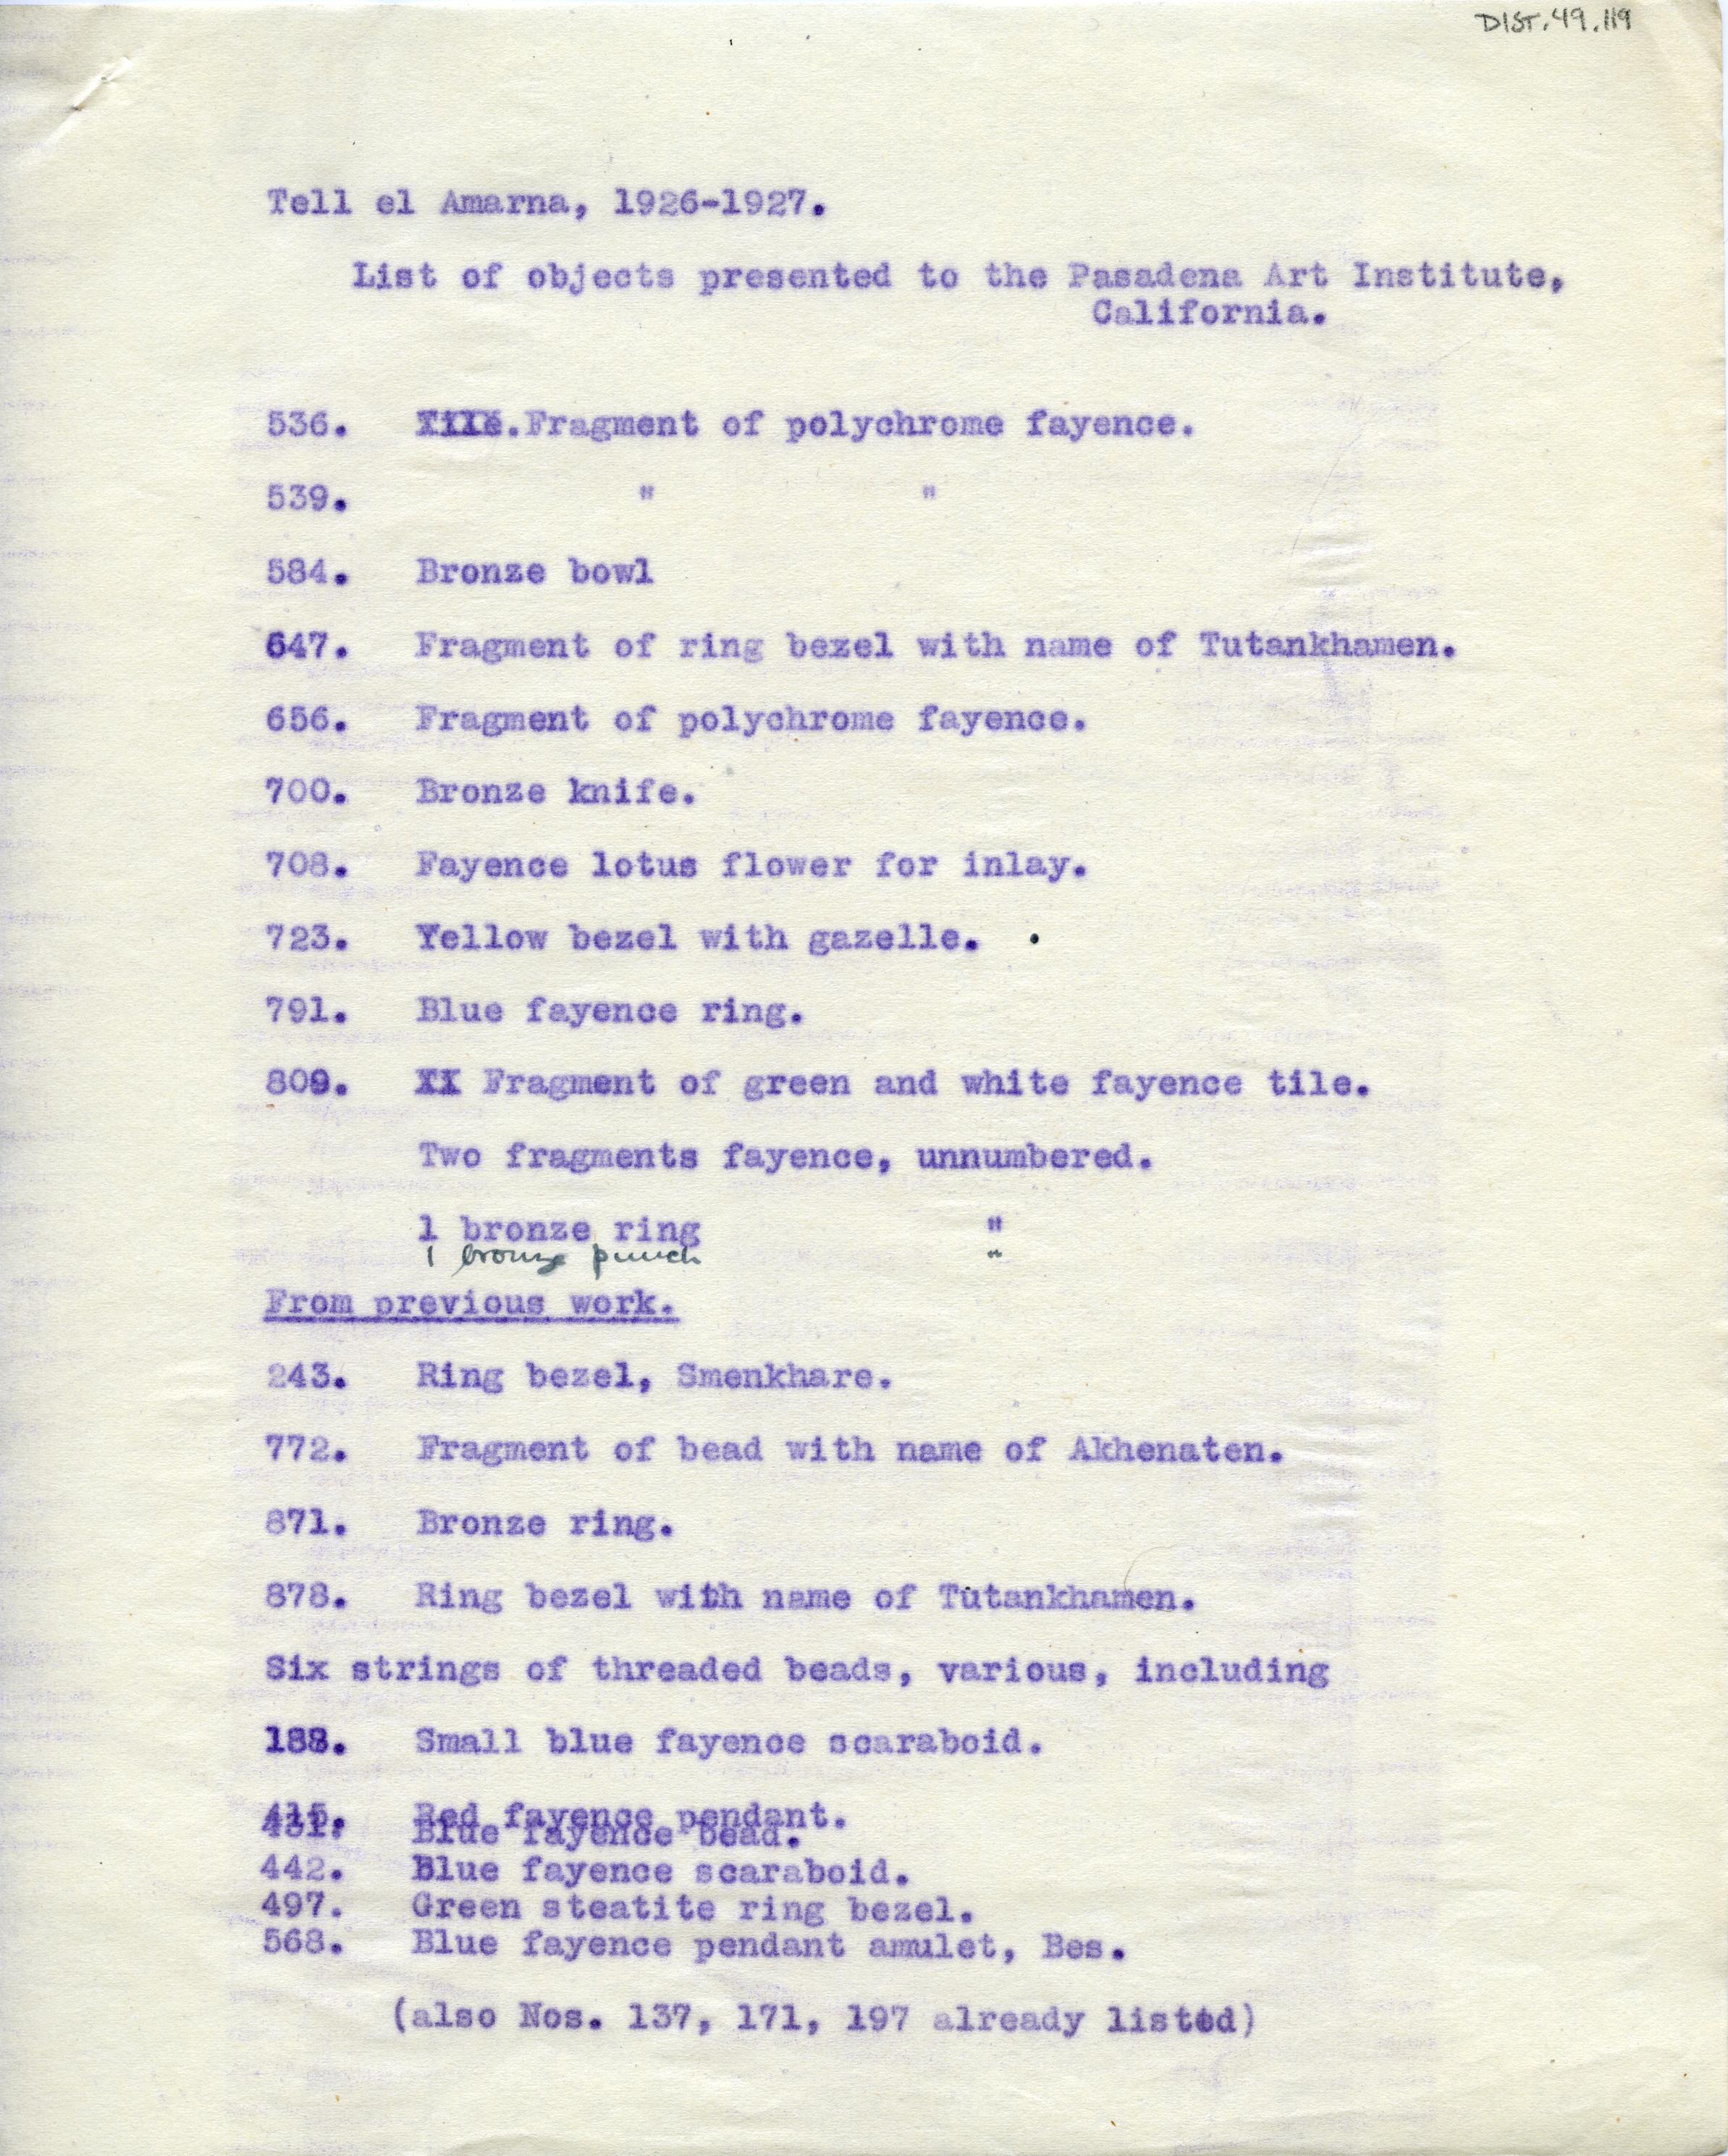 DIST.49.119
Tell el Amarna, 1926-1927.
List of objects presented to the Pasadena Art Institute,
California.
536. Fragment of polychrome fayence.
539. " "
584. Bronze bowl
647. Fragment of ring bezel with name of Tutankhamen.
656. Fragment of polychrome fayence.
700. Bronze knife.
708. Fayence lotus flower for inlay.
723. Yellow bezel with gazelle.
791. Blue fayence ring.
809. XX Fragment of green and white fayence tile.
Two fragments fayence, unnumbered.
1 bronze ring "
1 bronze punch "
From previous work.
243. Ring bezel, Smenkhare.
772. Fragment of bead with name of Akhenaten.
871. Bronze ring.
878. Ring bezel with name of Tutankhamen.
Six strings of threaded beads, various, including
188. Small blue fayence scaraboid.
415. Red fayence pendant.
431. Blue fayence bead.
442. Blue fayence scaraboid.
497. Green steatite ring bezel.
568. Blue fayence pendant amulet, Bes.
(also Nos. 137, 171, 197 already listed)